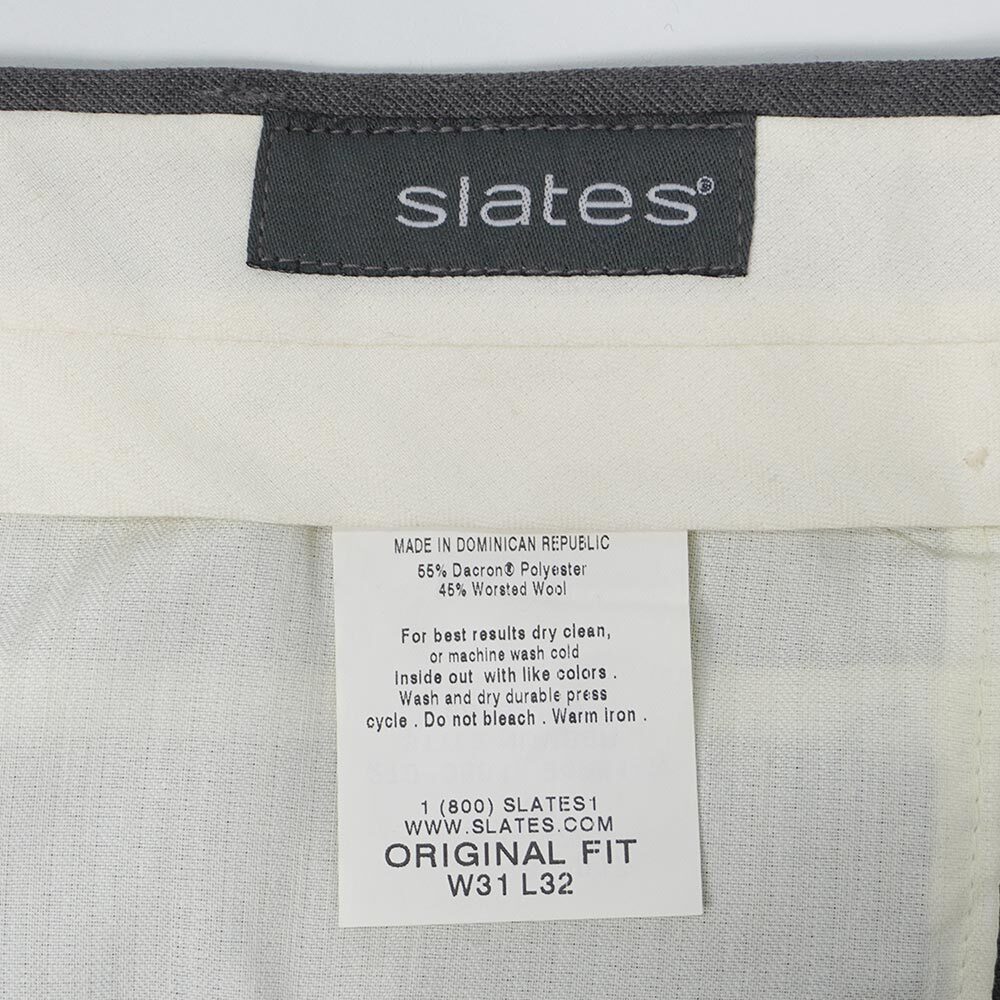 slates®
MADE IN DOMINICAN REPUBLIC
55% Dacron® Polyester
45% Worsted Wool
For best results dry clean,
or machine wash cold
Inside out with like colors .
Wash and dry durable press
cycle . Do not bleach . Warm iron .
1 (800) SLATES1
WWW.SLATES.COM
ORIGINAL FIT
W31 L32